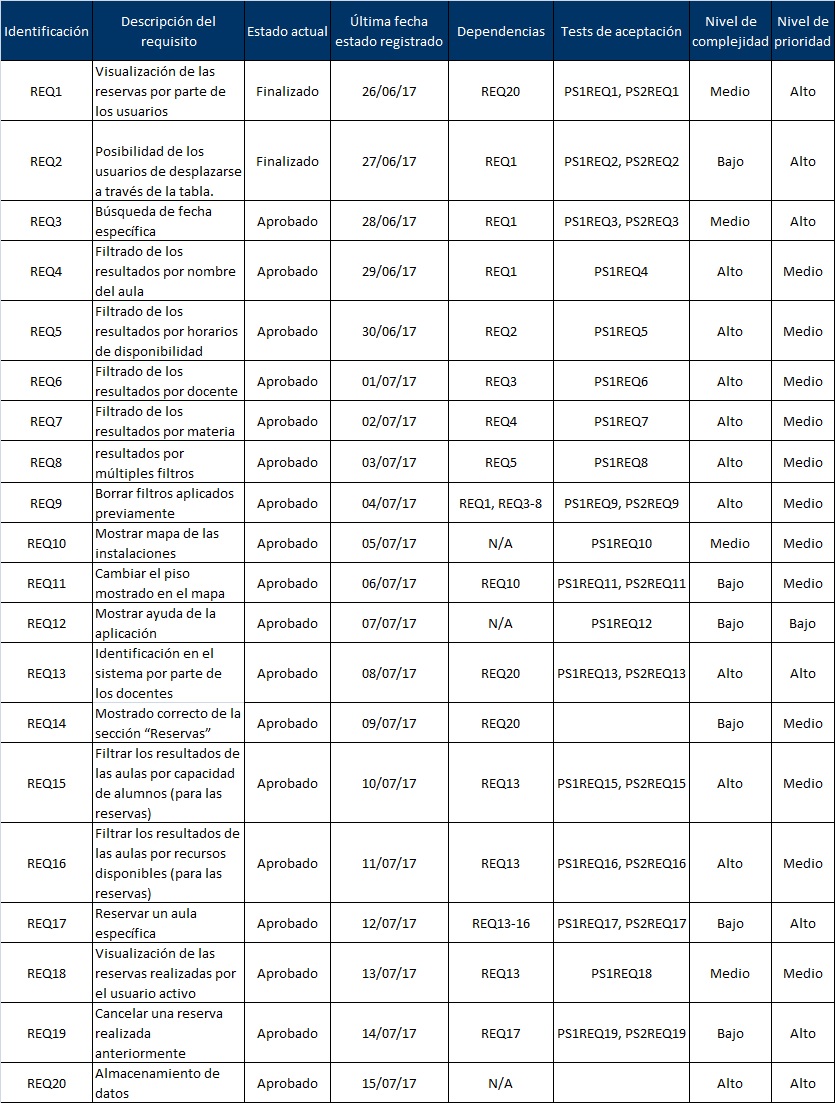 Identificación | Descripción del requisito | Estado actual | Última fecha estado registrado | Dependencias | Tests de aceptación | Nivel de complejidad | Nivel de prioridad
REQ1 | Visualización de las reservas por parte de los usuarios | Finalizado | 26/06/17 | REQ20 | PS1REQ1, PS2REQ1 | Medio | Alto
REQ2 | Posibilidad de los usuarios de desplazarse a través de la tabla. | Finalizado | 27/06/17 | REQ1 | PS1REQ2, PS2REQ2 | Bajo | Alto
REQ3 | Búsqueda de fecha específica | Aprobado | 28/06/17 | REQ1 | PS1REQ3, PS2REQ3 | Medio | Alto
REQ4 | Filtrado de los resultados por nombre del aula | Aprobado | 29/06/17 | REQ1 | PS1REQ4 | Alto | Medio
REQ5 | Filtrado de los resultados por horarios de disponibilidad | Aprobado | 30/06/17 | REQ2 | PS1REQ5 | Alto | Medio
REQ6 | Filtrado de los resultados por docente | Aprobado | 01/07/17 | REQ3 | PS1REQ6 | Alto | Medio
REQ7 | Filtrado de los resultados por materia | Aprobado | 02/07/17 | REQ4 | PS1REQ7 | Alto | Medio
REQ8 | resultados por múltiples filtros | Aprobado | 03/07/17 | REQ5 | PS1REQ8 | Alto | Medio
REQ9 | Borrar filtros aplicados previamente | Aprobado | 04/07/17 | REQ1, REQ3-8 | PS1REQ9, PS2REQ9 | Alto | Medio
REQ10 | Mostrar mapa de las instalaciones | Aprobado | 05/07/17 | N/A | PS1REQ10 | Medio | Medio
REQ11 | Cambiar el piso mostrado en el mapa | Aprobado | 06/07/17 | REQ10 | PS1REQ11, PS2REQ11 | Bajo | Medio
REQ12 | Mostrar ayuda de la aplicación | Aprobado | 07/07/17 | N/A | PS1REQ12 | Bajo | Bajo
REQ13 | Identificación en el sistema por parte de los docentes | Aprobado | 08/07/17 | REQ20 | PS1REQ13, PS2REQ13 | Alto | Alto
REQ14 | Mostrado correcto de la sección “Reservas” | Aprobado | 09/07/17 | REQ20 | | Bajo | Medio
REQ15 | Filtrar los resultados de las aulas por capacidad de alumnos (para las reservas) | Aprobado | 10/07/17 | REQ13 | PS1REQ15, PS2REQ15 | Alto | Medio
REQ16 | Filtrar los resultados de las aulas por recursos disponibles (para las reservas) | Aprobado | 11/07/17 | REQ13 | PS1REQ16, PS2REQ16 | Alto | Medio
REQ17 | Reservar un aula específica | Aprobado | 12/07/17 | REQ13-16 | PS1REQ17, PS2REQ17 | Bajo | Alto
REQ18 | Visualización de las reservas realizadas por el usuario activo | Aprobado | 13/07/17 | REQ13 | PS1REQ18 | Medio | Medio
REQ19 | Cancelar una reserva realizada anteriormente | Aprobado | 14/07/17 | REQ17 | PS1REQ19, PS2REQ19 | Bajo | Alto
REQ20 | Almacenamiento de datos | Aprobado | 15/07/17 | N/A | | Alto | Alto